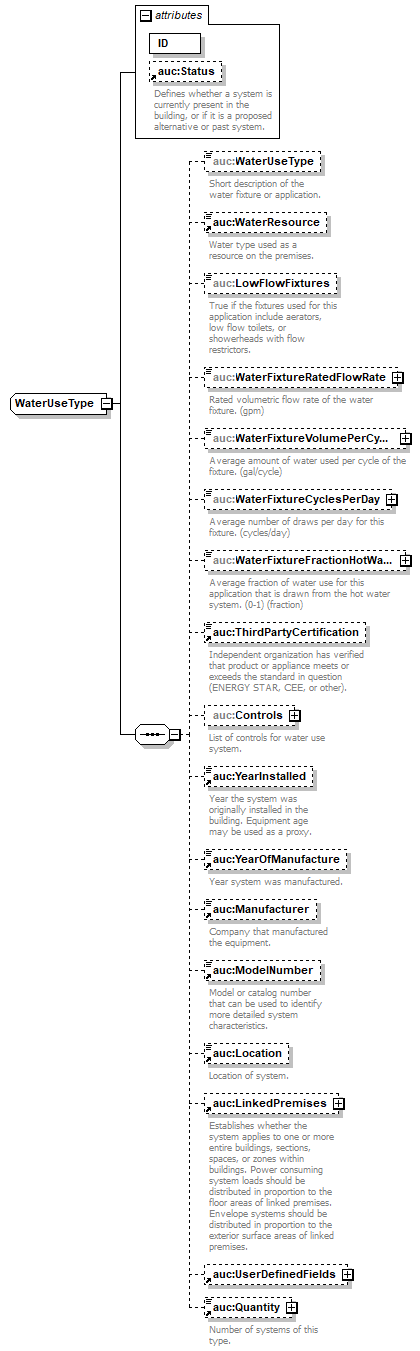 attributes
ID
auc:Status
Defines whether a system is
currently present in the
building, or if it is a proposed
alternative or past system.
auc:WaterUseType
Short description of the
water fixture or application.
auc:WaterResource
Water type used as a
resource on the premises.
auc:LowFlowFixtures
True if the fixtures used for this
application include aerators,
low flow toilets, or
showerheads with flow
restrictors.
auc:WaterFixtureRatedFlowRate
Rated volumetric flow rate of the water
fixture. (gpm)
WaterUseType
auc:WaterFixtureVolumePerCy...
Average amount of water used per cycle of the
fixture. (gal/cycle)
auc:WaterFixtureCyclesPerDay
Average number of draws per day for this
fixture. (cycles/day)
auc:WaterFixtureFractionHotWa...
Average fraction of water use for this
application that is drawn from the hot water
system. (0-1) (fraction)
auc:ThirdPartyCertification
Independent organization has verified
that product or appliance meets or
exceeds the standard in question
(ENERGY STAR, CEE, or other).
auc:Controls
List of controls for water use
system.
auc:YearInstalled
Year the system was
originally installed in the
building. Equipment age
may be used as a proxy.
auc:YearOfManufacture
Year system was manufactured.
auc:Manufacturer
Company that manufactured
the equipment.
auc:ModelNumber
Model or catalog number
that can be used to identify
more detailed system
characteristics.
auc:Location
Location of system.
auc:LinkedPremises
Establishes whether the
system applies to one or more
entire buildings, sections,
spaces, or zones within
buildings. Power consuming
system loads should be
distributed in proportion to the
floor areas of linked premises.
Envelope systems should be
distributed in proportion to the
exterior surface areas of linked
premises.
auc:UserDefinedFields
auc:Quantity
Number of systems of this
type.